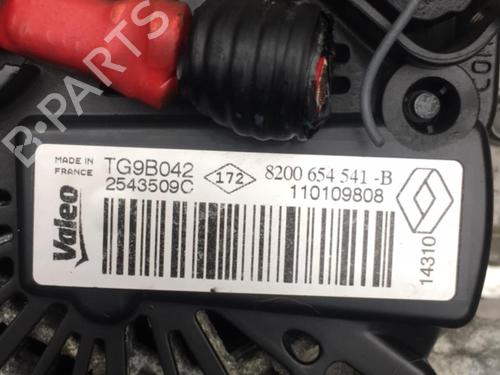 B-PARTS
MADE IN FRANCE
Valeo
TG9B042
2543509C
172
8200 654 541 -B
110109808
14310